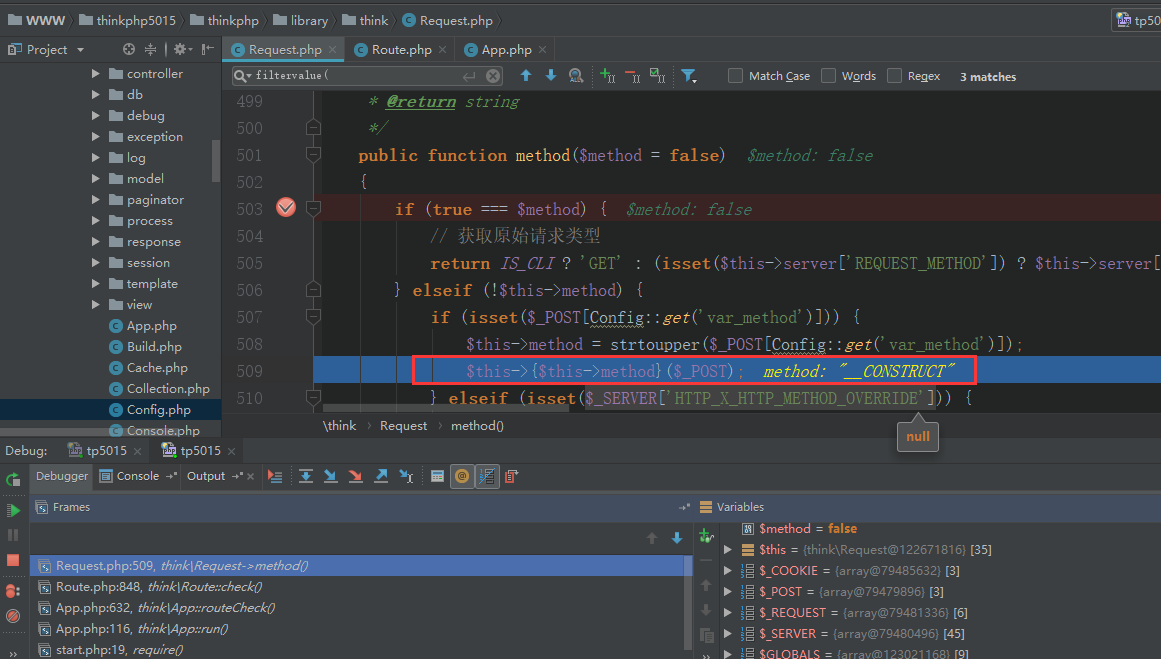 WWW thinkphp5015 thinkphp library think Request.php tp50
Project Request.php Route.php App.php
filtervalue( Match Case Words Regex 3 matches
controller
db
debug
exception
log
model
paginator
process
response
session
template
view
App.php
Build.php
Cache.php
Collection.php
Config.php
Console.php
499 * @return string
500 */
501 public function method($method = false) $method: false
502 {
503 if (true === $method) { $method: false
504 // 获取原始请求类型
505 return IS_CLI ? 'GET' : (isset($this->server['REQUEST_METHOD']) ? $this->server[
506 } elseif (!$this->method) {
507 if (isset($_POST[Config::get('var_method')])) {
508 $this->method = strtoupper($_POST[Config::get('var_method')]);
509 $this->{$this->method}($_POST); method: "__CONSTRUCT"
510 } elseif (isset($_SERVER['HTTP_X_HTTP_METHOD_OVERRIDE'])) {
\think Request method()
null
Debug: tp5015 tp5015
Debugger Console Output
Frames
Request.php:509, think\Request->method()
Route.php:848, think\Route::check()
App.php:632, think\App::routeCheck()
App.php:116, think\App::run()
start.php:19, require()
Variables
$method = false
$this = {think\Request@122671816} [35]
$_COOKIE = {array@79485632} [3]
$_POST = {array@79479896} [3]
$_REQUEST = {array@79481336} [6]
$_SERVER = {array@79480496} [45]
$GLOBALS = {array@123021168} [9]